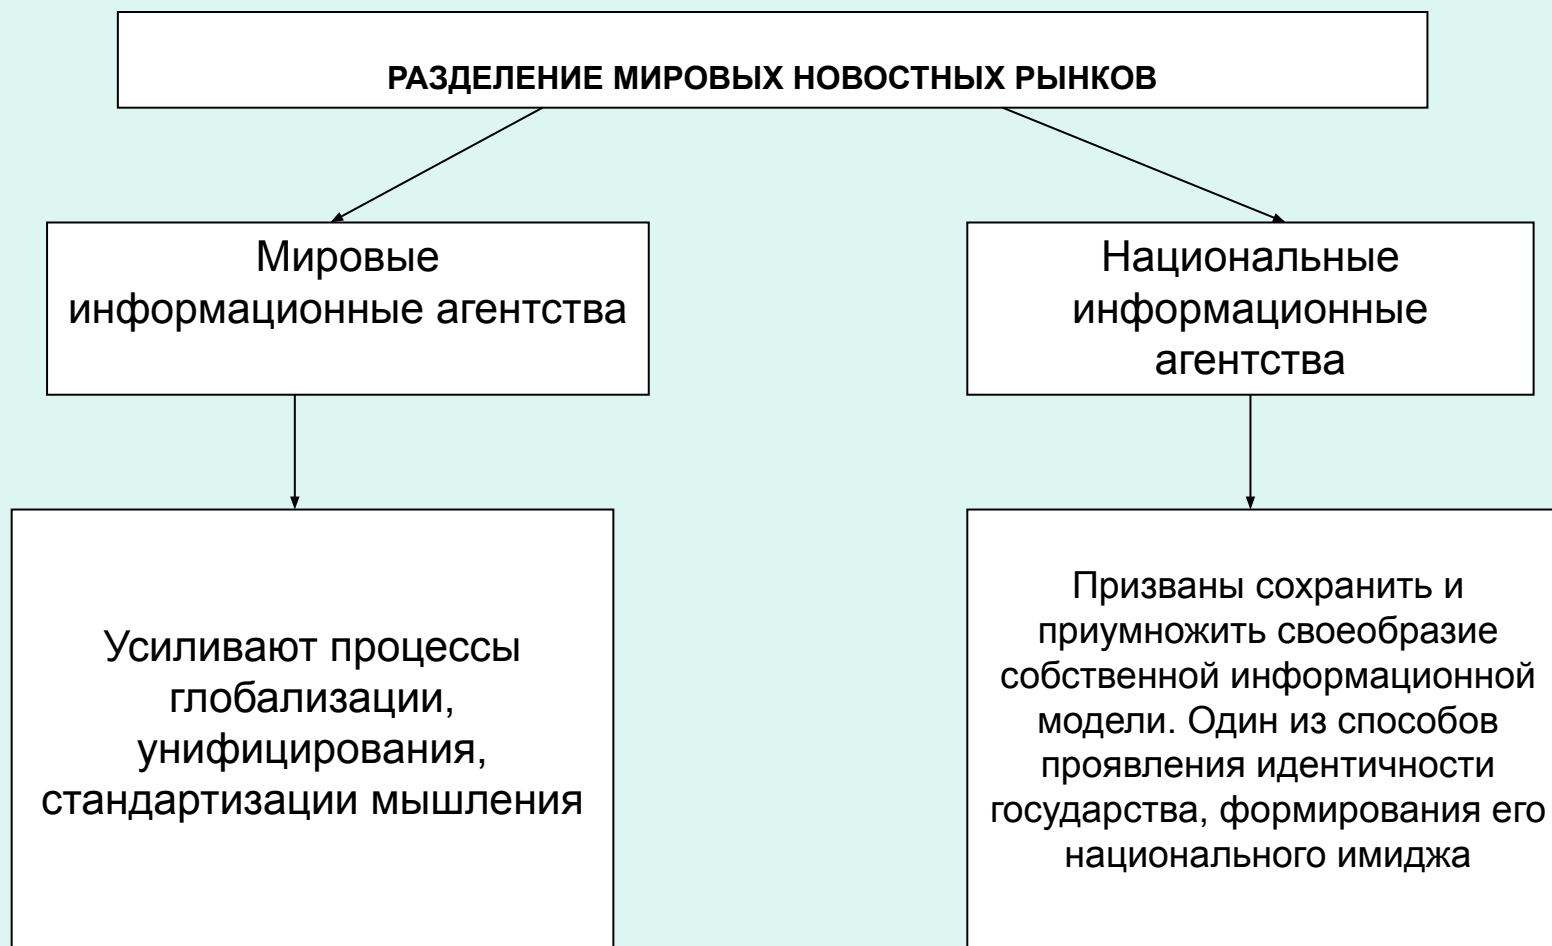 РАЗДЕЛЕНИЕ МИРОВЫХ НОВОСТНЫХ РЫНКОВ
Мировые
информационные агентства
Национальные
информационные
агентства
Усиливают процессы
глобализации,
унифицирования,
стандартизации мышления
Призваны сохранить и
приумножить своеобразие
собственной информационной
модели. Один из способов
проявления идентичности
государства, формирования его
национального имиджа